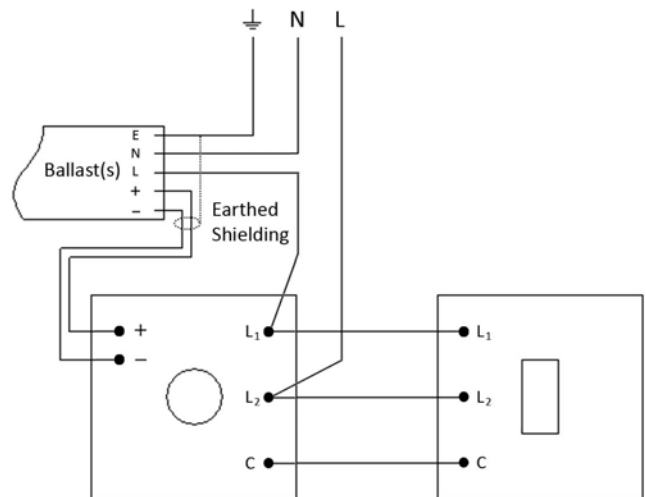 N L
E
N
Ballast(s) L
+
−
Earthed
Shielding
+ L₁ L₁
−
L₂ L₂
C C